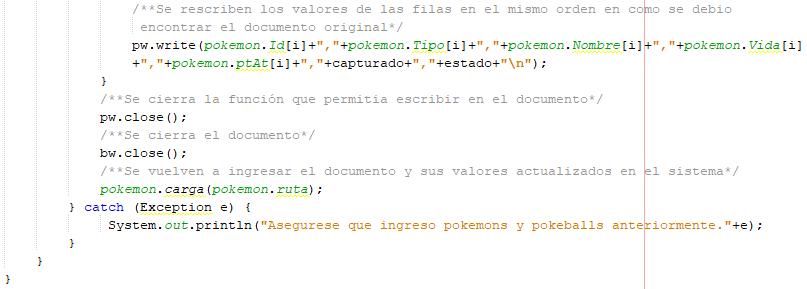 /**Se rescriben los valores de las filas en el mismo orden en como se debio
encontrar el documento original*/
pw.write(pokemon.Id[i]+","+pokemon.Tipo[i]+","+pokemon.Nombre[i]+","+pokemon.Vida[i]
+","+pokemon.ptAt[i]+","+capturado+","+estado+"\n");
}
/**Se cierra la función que permitia escribir en el documento*/
pw.close();
/**Se cierra el documento*/
bw.close();
/**Se vuelven a ingresar el documento y sus valores actualizados en el sistema*/
pokemon.carga(pokemon.ruta);
} catch (Exception e) {
System.out.println("Asegurese que ingreso pokemons y pokeballs anteriormente."+e);
}
}
}